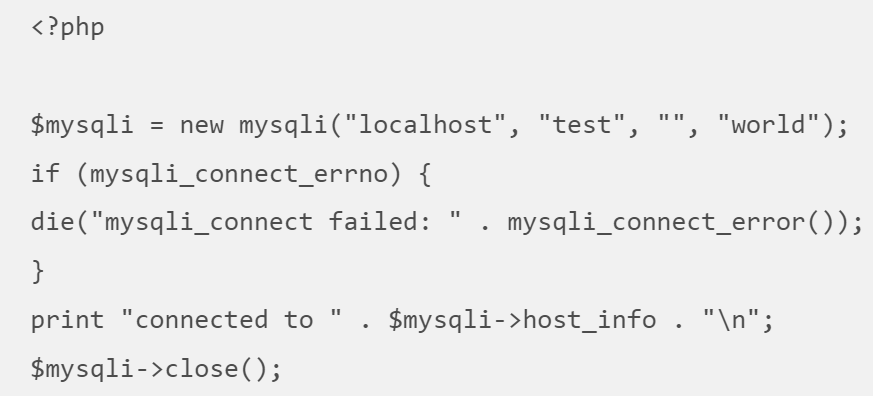 <?php
$mysqli = new mysqli("localhost", "test", "", "world");
if (mysqli_connect_errno) {
die("mysqli_connect failed: " . mysqli_connect_error());
}
print "connected to " . $mysqli->host_info . "\n";
$mysqli->close();